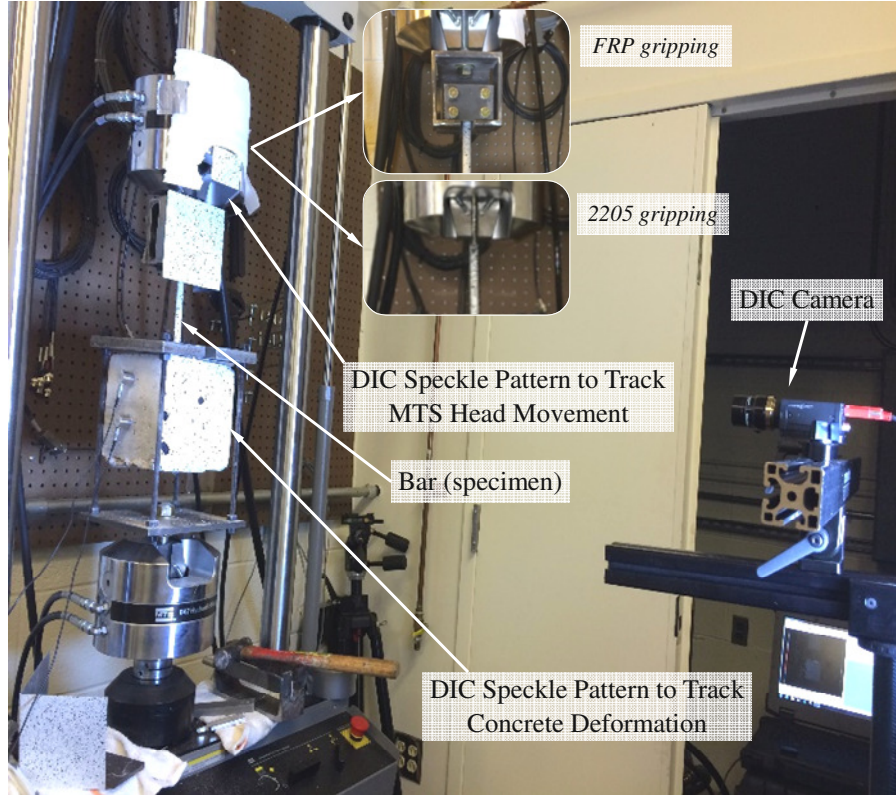 FRP gripping
2205 gripping
DIC Camera
DIC Speckle Pattern to Track
MTS Head Movement
Bar (specimen)
MTS
DIC Speckle Pattern to Track
Concrete Deformation